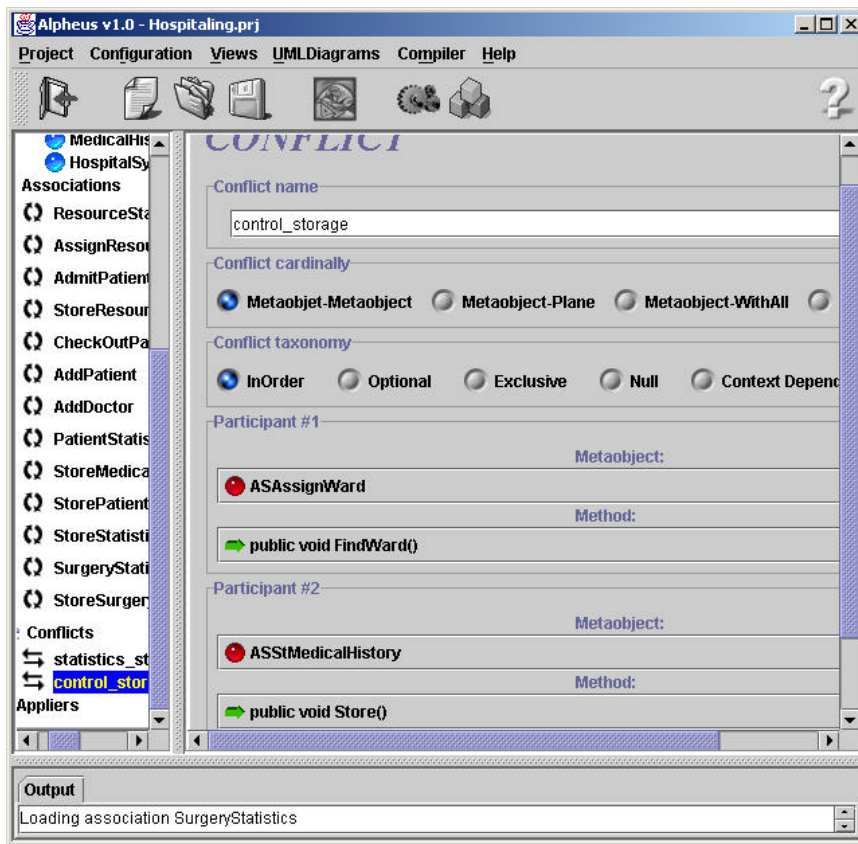 Alpheus v1.0 - Hospitaling.prj
Project Configuration Views UMLDiagrams Compiler Help
MedicalHis
HospitalSy
Associations
ResourceSta
AssignResou
AdmitPatient
StoreResour
CheckOutPa
AddPatient
AddDoctor
PatientStatis
StoreMedica
StorePatient
StoreStatisti
SurgeryStati
StoreSurger
Conflicts
statistics_st
control_stor
Appliers
CONFLICT
Conflict name
control_storage
Conflict cardinally
Metaobjet-Metaobject Metaobject-Plane Metaobject-WithAll
Conflict taxonomy
InOrder Optional Exclusive Null Context Depend
Participant #1
Metaobject:
ASAssignWard
Method:
public void FindWard()
Participant #2
Metaobject:
ASStMedicalHistory
Method:
public void Store()
Output
Loading association SurgeryStatistics